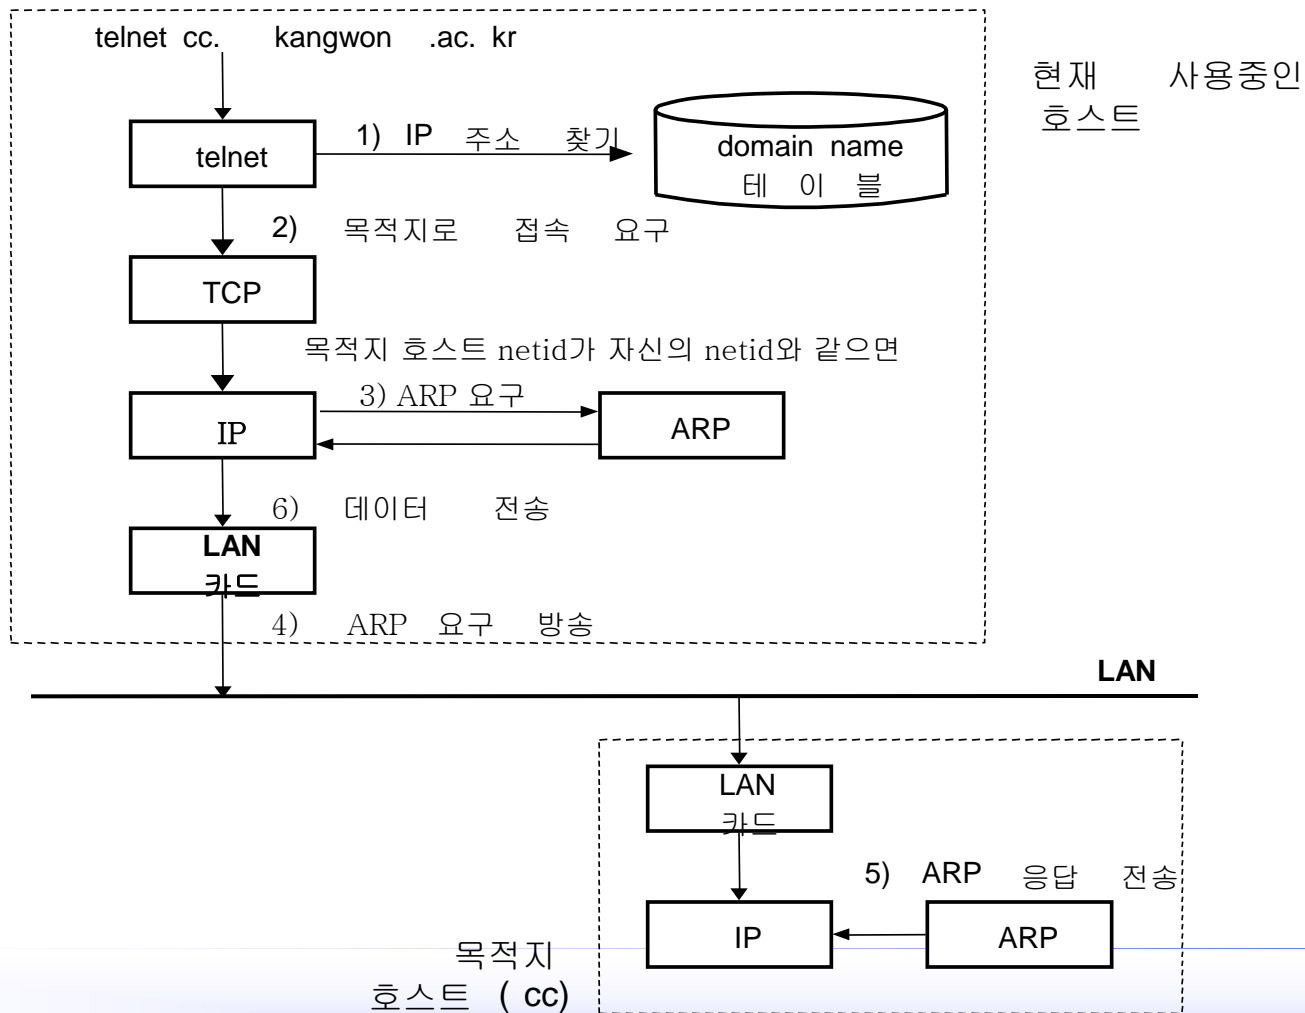 telnet cc. kangwon .ac. kr
현재 사용중인
호스트
telnet
1) IP 주소 찾기
domain name
테 이 블
2) 목적지로 접속 요구
TCP
목적지 호스트 netid가 자신의 netid와 같으면
3) ARP 요구
IP
ARP
6) 데이터 전송
LAN
카드
4) ARP 요구 방송
LAN
LAN
카드
5) ARP 응답 전송
IP
ARP
목적지
호스트 ( cc)